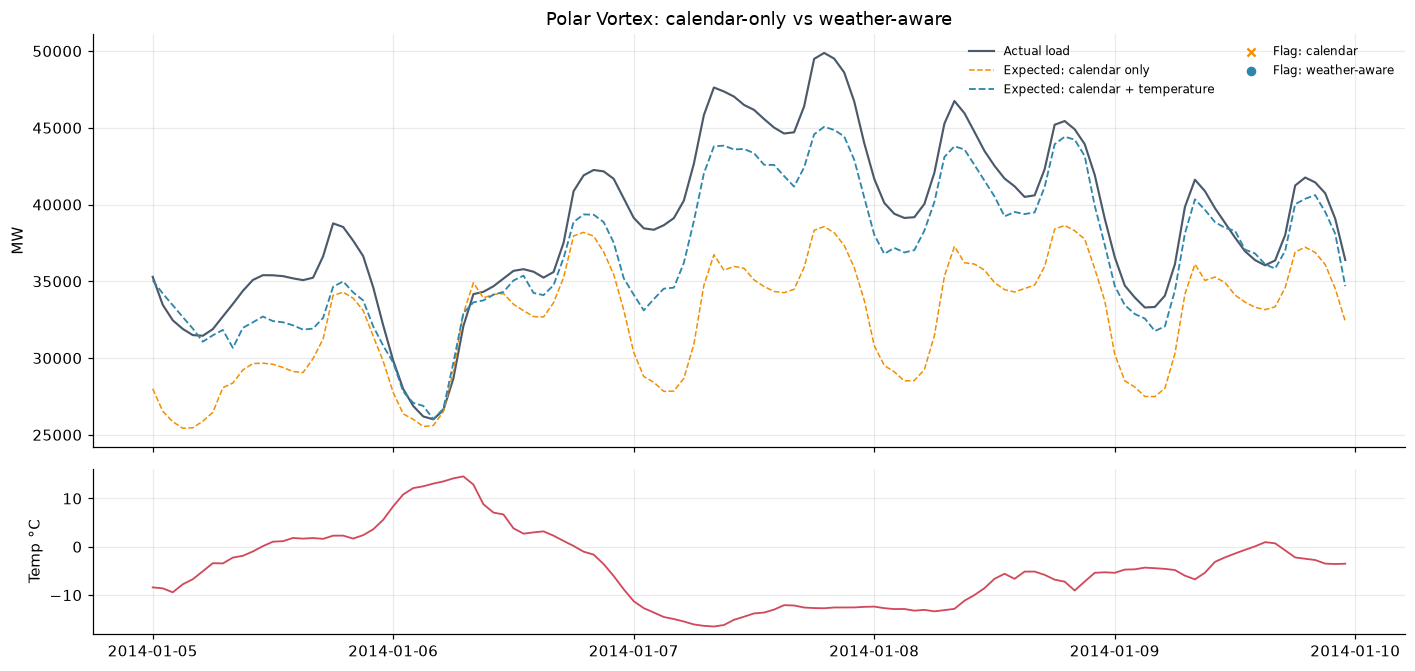 Polar Vortex: calendar-only vs weather-aware
50000
45000
40000
35000
30000
25000
MW
Actual load
Expected: calendar only
Expected: calendar + temperature
Flag: calendar
Flag: weather-aware
10
0
−10
Temp °C
2014-01-05
2014-01-06
2014-01-07
2014-01-08
2014-01-09
2014-01-10